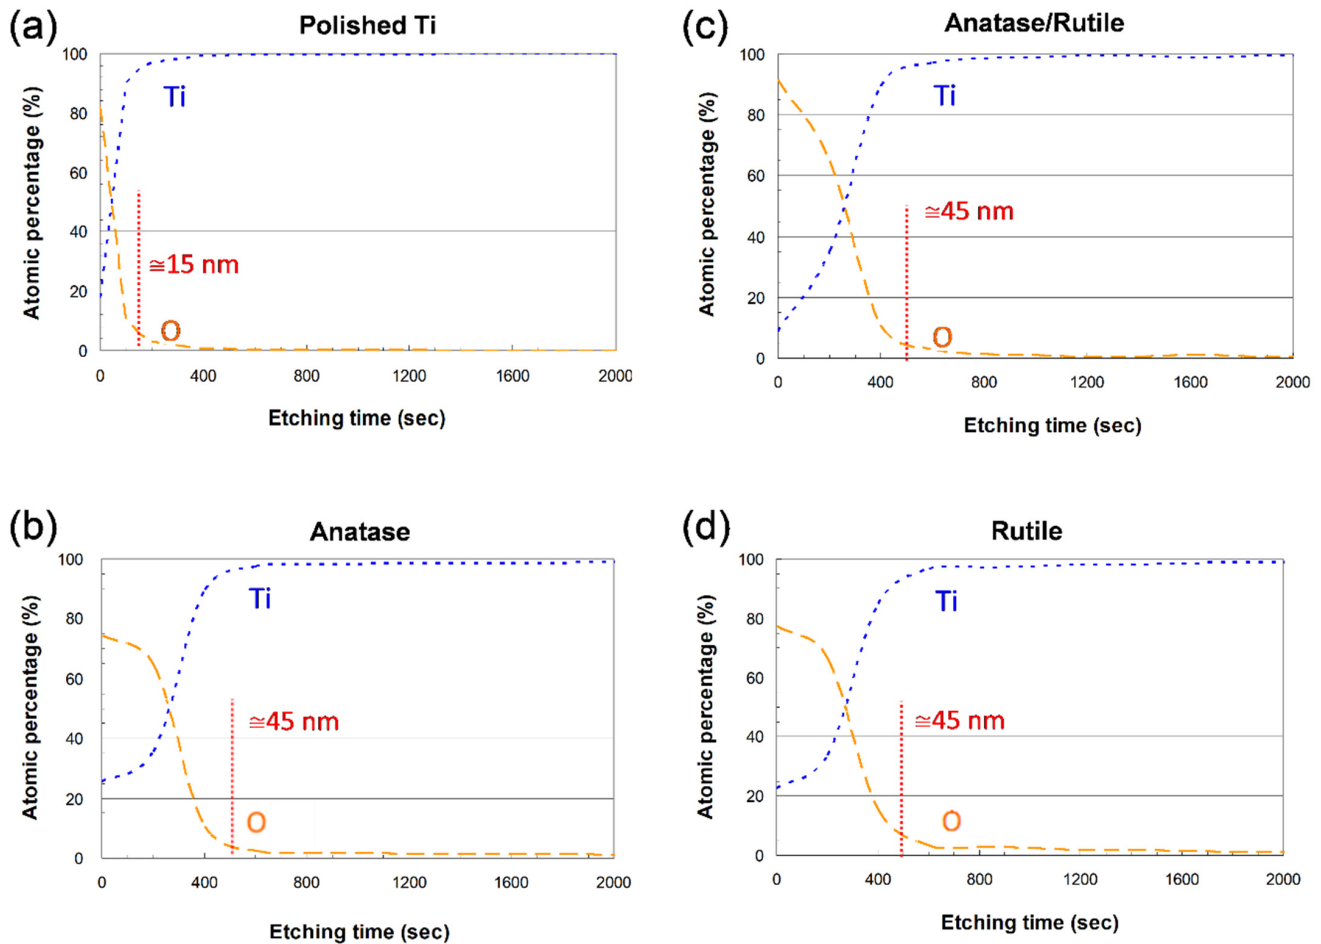 (a)
Polished Ti
Atomic percentage (%)
100
80
60
40
20
0
Ti
≅15 nm
O
0 400 800 1200 1600 2000
Etching time (sec)
(c)
Anatase/Rutile
Atomic percentage (%)
100
80
60
40
20
0
Ti
≅45 nm
O
0 400 800 1200 1600 2000
Etching time (sec)
(b)
Anatase
Atomic percentage (%)
100
80
60
40
20
0
Ti
≅45 nm
O
0 400 800 1200 1600 2000
Etching time (sec)
(d)
Rutile
Atomic percentage (%)
100
80
60
40
20
0
Ti
≅45 nm
O
0 400 800 1200 1600 2000
Etching time (sec)